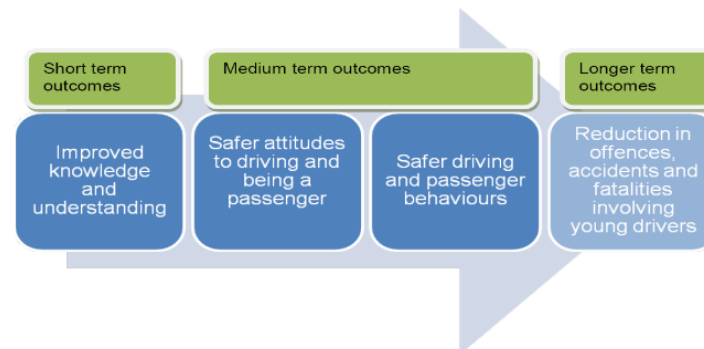 Short term
outcomes
Medium term outcomes
Longer term
outcomes
Improved
knowledge
and
understanding
Safer attitudes
to driving and
being a
passenger
Safer driving
and passenger
behaviours
Reduction in
offences,
accidents and
fatalities
involving
young drivers